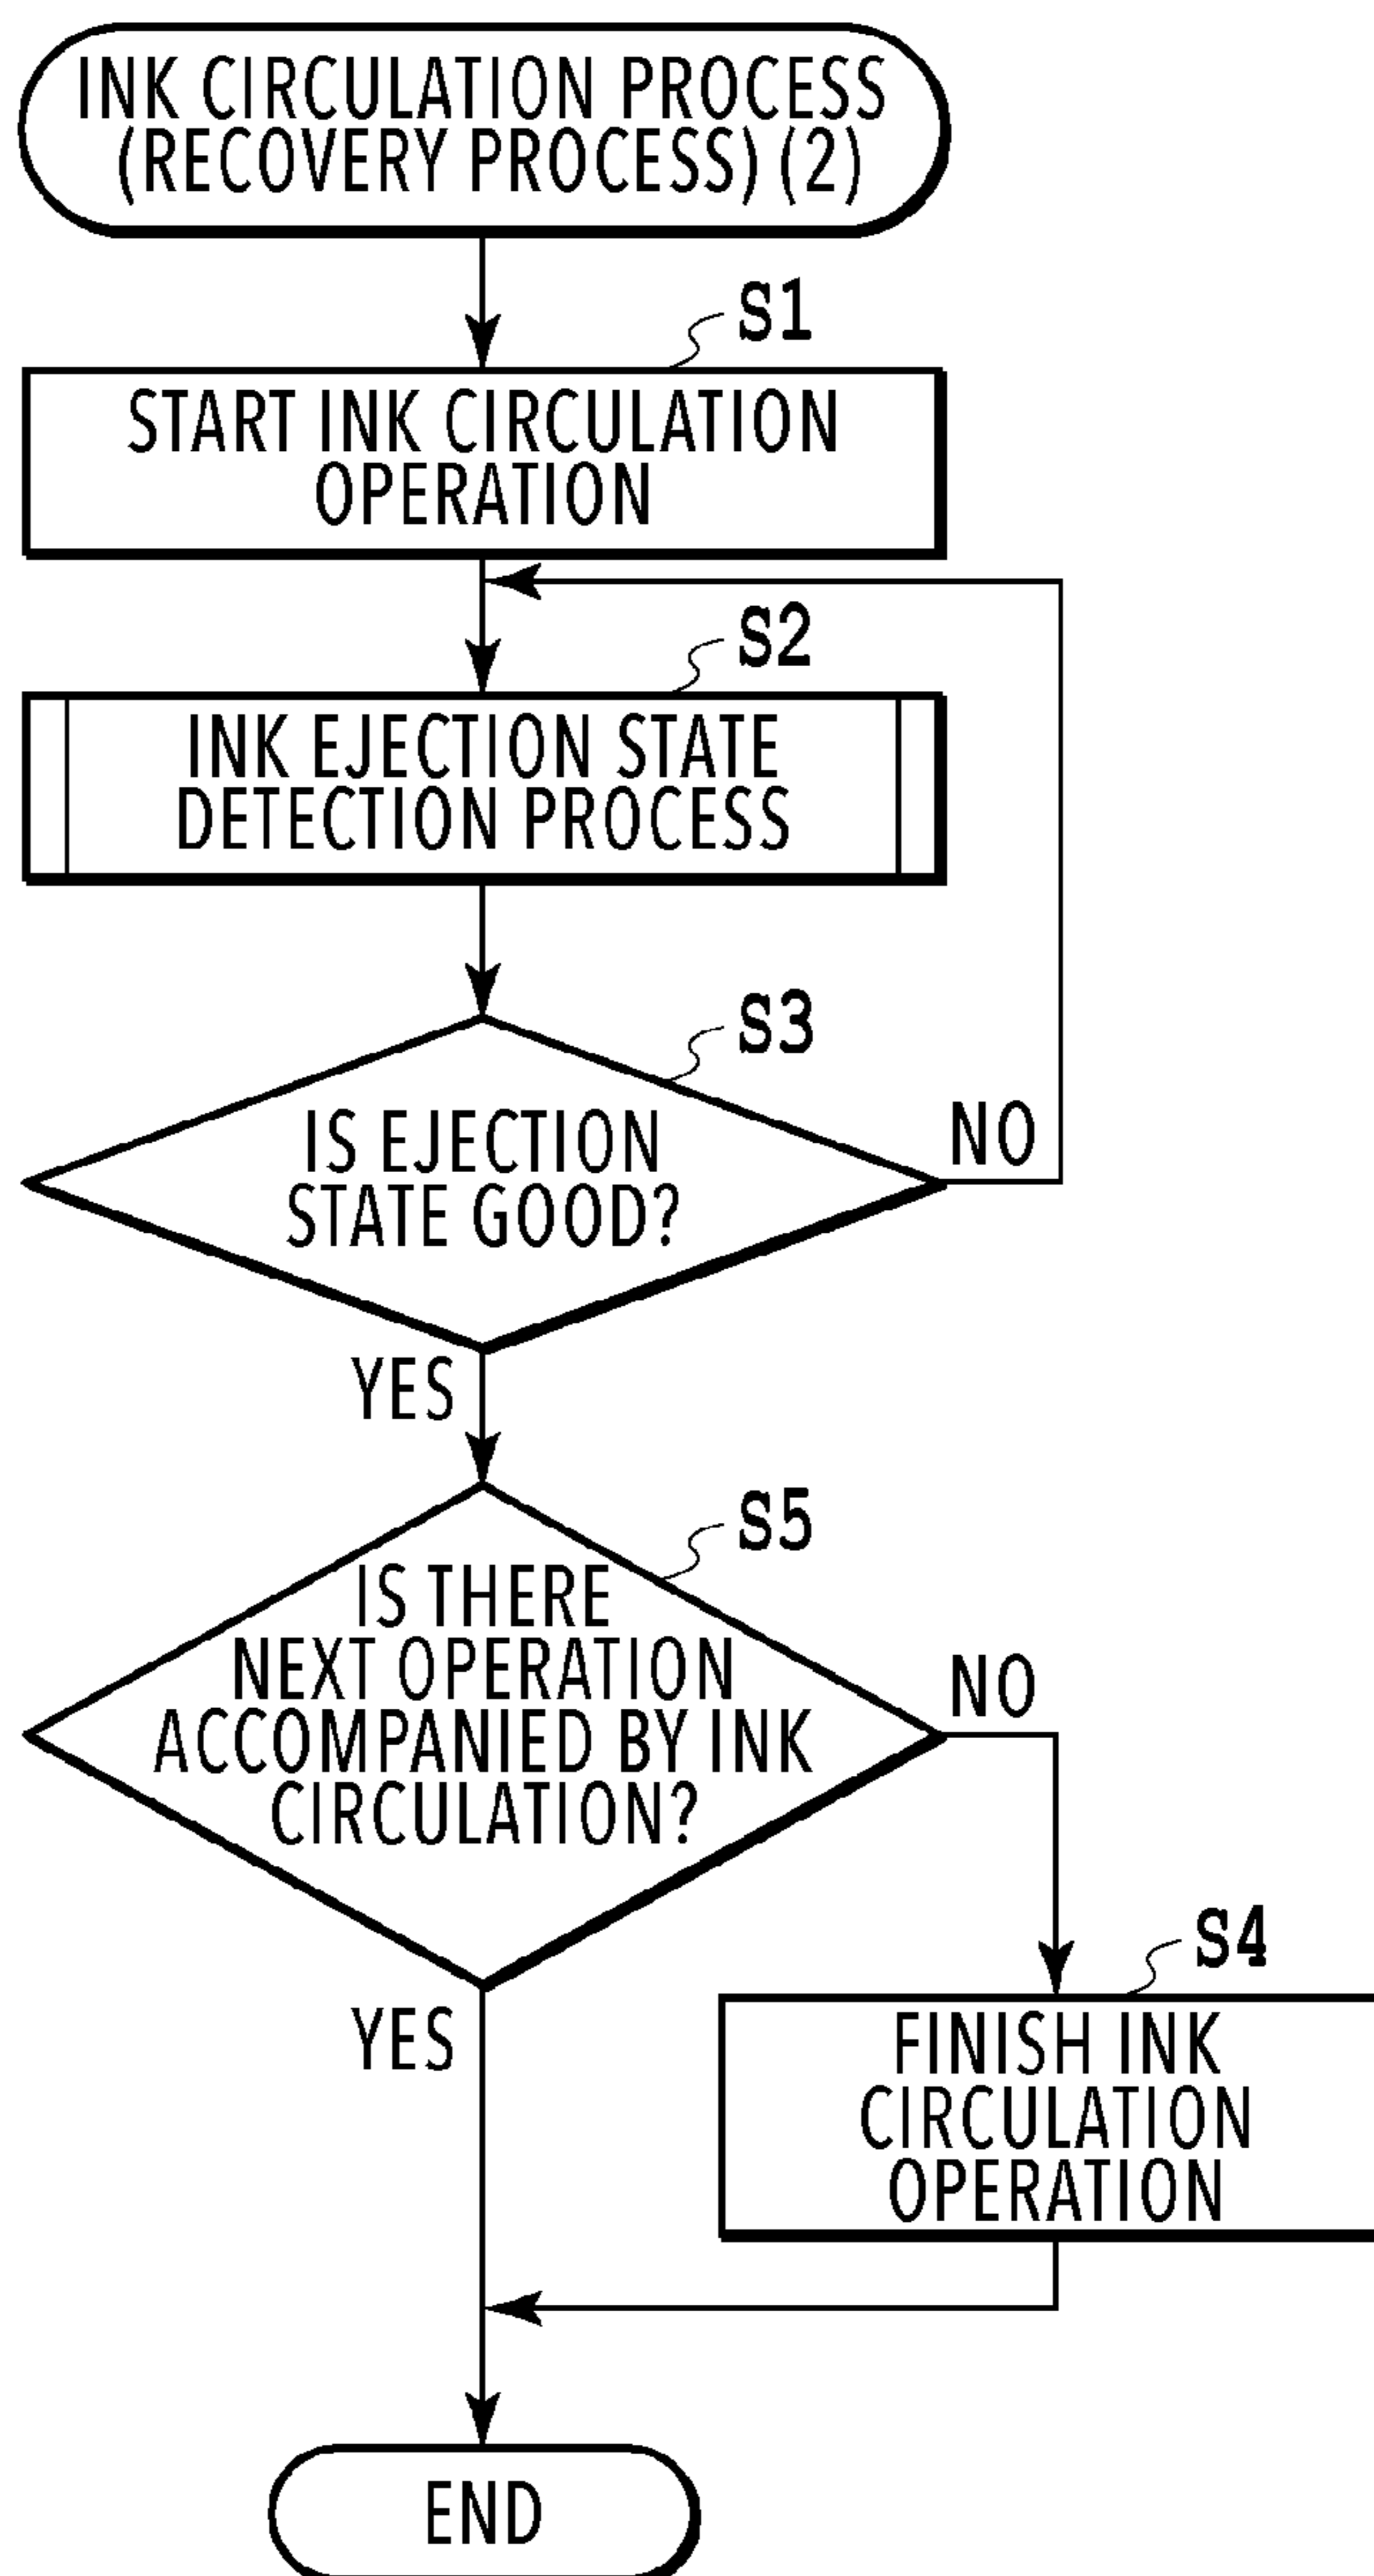 INK CIRCULATION PROCESS
(RECOVERY PROCESS) (2)
S1
START INK CIRCULATION
OPERATION
S2
INK EJECTION STATE
DETECTION PROCESS
S3
IS EJECTION
STATE GOOD?
NO
YES
S5
IS THERE
NEXT OPERATION
ACCOMPANIED BY INK
CIRCULATION?
NO
YES
S4
FINISH INK
CIRCULATION
OPERATION
END